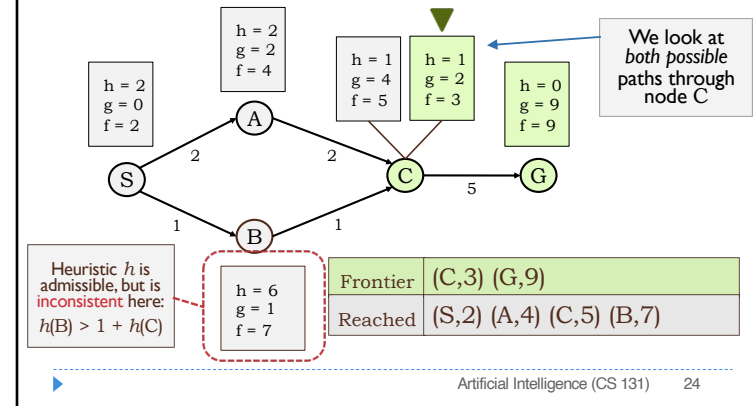 h = 2
g = 2
f = 4
h = 1
g = 4
f = 5
h = 1
g = 2
f = 3
We look at
both possible
paths through
node C
h = 2
g = 0
f = 2
h = 0
g = 9
f = 9
A
2
2
S
C
G
5
1
1
B
Heuristic h is
admissible, but is
inconsistent here:
h(B) > 1 + h(C)
h = 6
g = 1
f = 7
Frontier (C,3) (G,9)
Reached (S,2) (A,4) (C,5) (B,7)
Artificial Intelligence (CS 131) 24